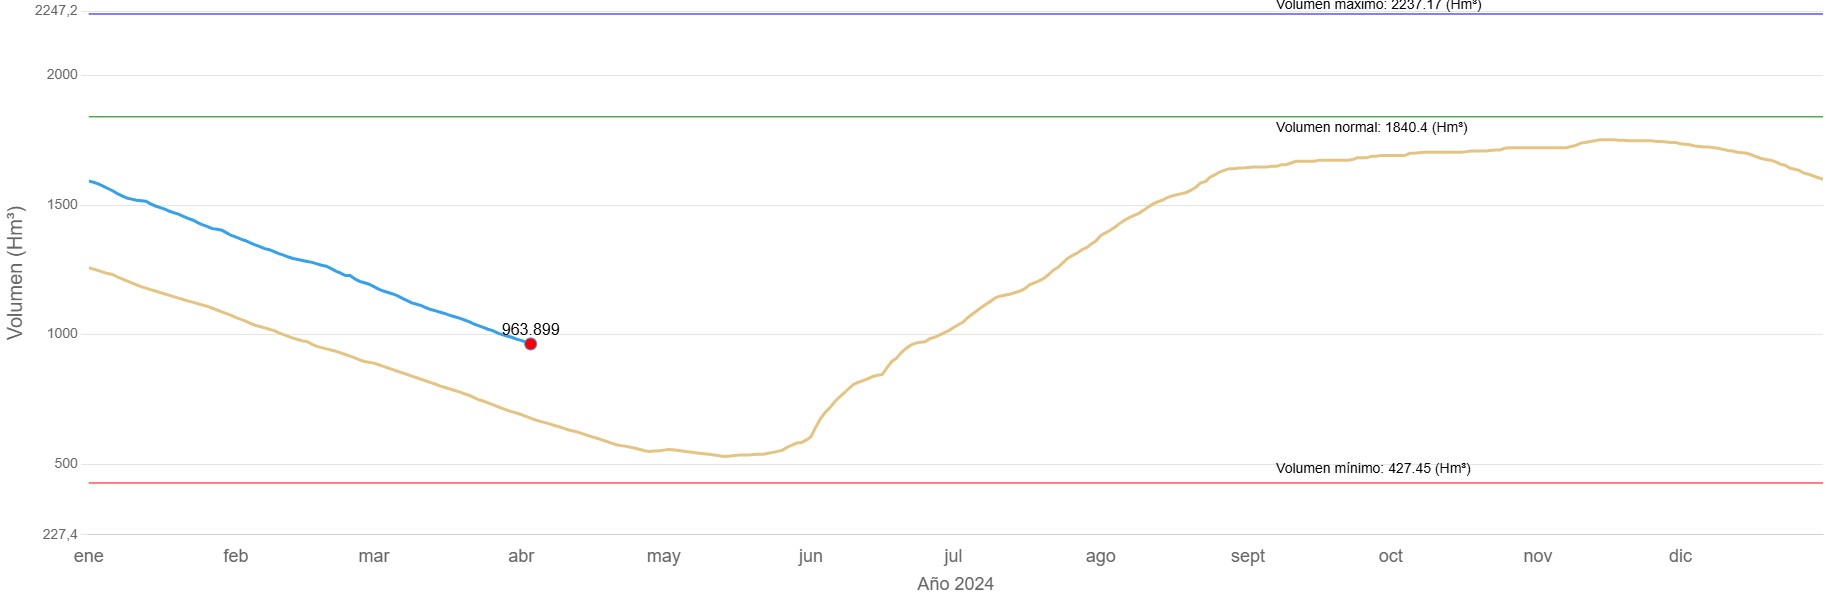 2247,2
Volumen máximo: 2237.17 (Hm³)
2000
Volumen normal: 1840.4 (Hm³)
1500
Volumen (Hm³)
1000
963.899
500
Volumen mínimo: 427.45 (Hm³)
227,4
ene feb mar abr may jun jul ago sept oct nov dic
Año 2024